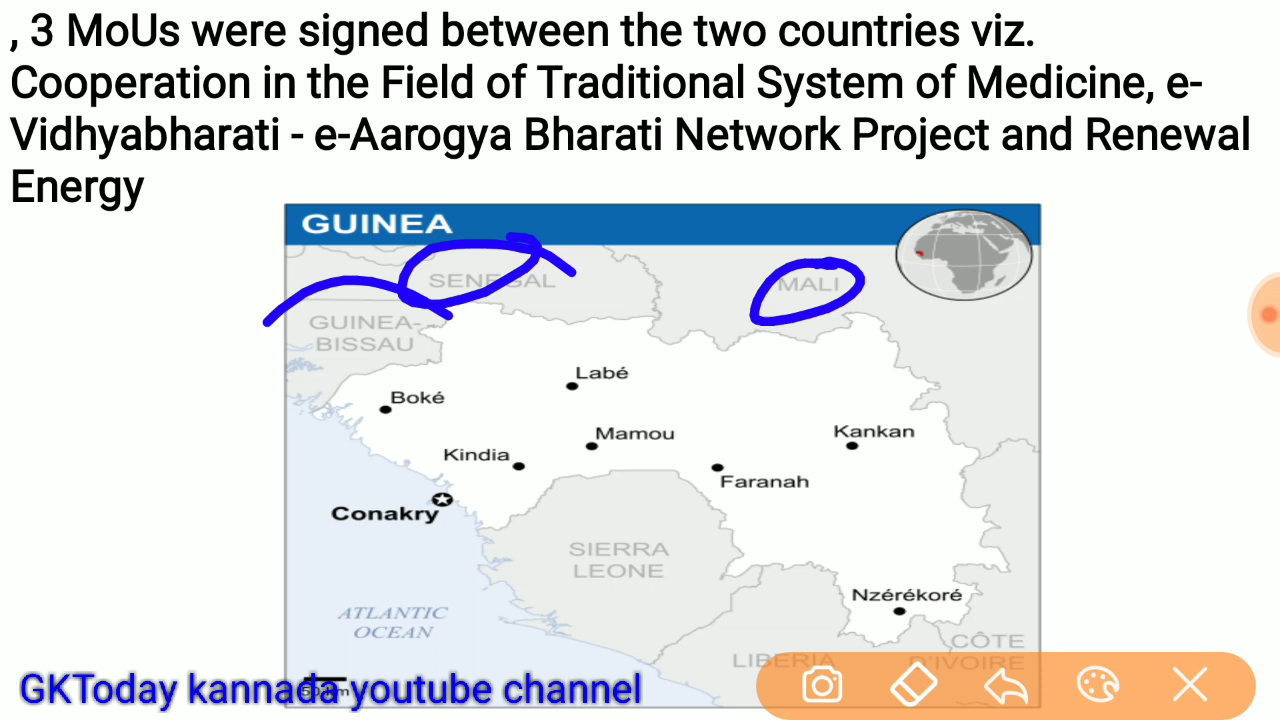 , 3 MoUs were signed between the two countries viz.
Cooperation in the Field of Traditional System of Medicine, e-
Vidhyabharati - e-Aarogya Bharati Network Project and Renewal
Energy
GUINEA
SENEGAL
MALI
GUINEA-
BISSAU
Labé
Boké
Mamou
Kankan
Kindia
Faranah
Conakry
SIERRA
LEONE
Nzérékoré
ATLANTIC
OCEAN
CÔTE
D'IVOIRE
LIBERIA
50 km
GKToday kannada youtube channel